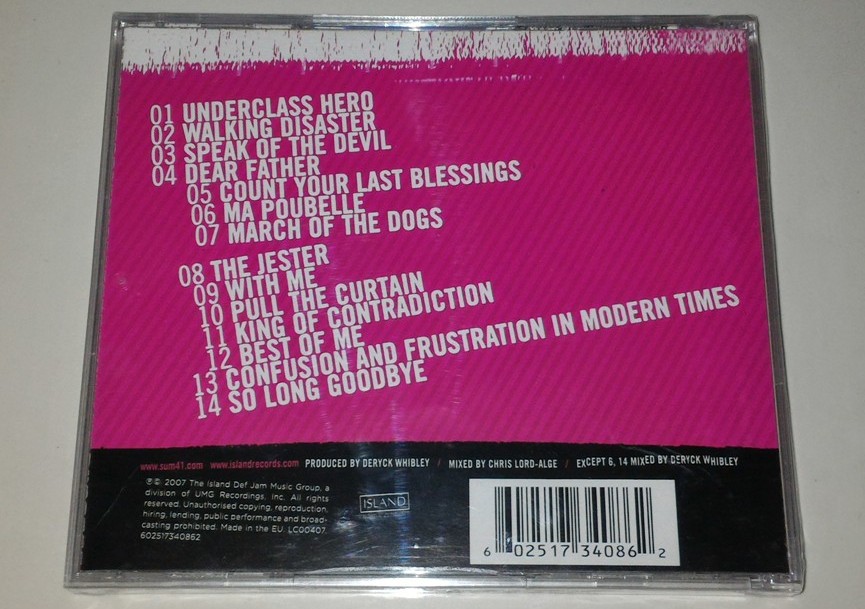 01 UNDERCLASS HERO
02 WALKING DISASTER
03 SPEAK OF THE DEVIL
04 DEAR FATHER
05 COUNT YOUR LAST BLESSINGS
06 MA POUBELLE
07 MARCH OF THE DOGS
08 THE JESTER
09 WITH ME
10 PULL THE CURTAIN
11 KING OF CONTRADICTION
12 BEST OF ME
13 CONFUSION AND FRUSTRATION IN MODERN TIMES
14 SO LONG GOODBYE
www.sum41.com www.islandrecords.com PRODUCED BY DERYCK WHIBLEY / MIXED BY CHRIS LORD-ALGE / EXCEPT 6, 14 MIXED BY DERYCK WHIBLEY
℗© 2007 The Island Def Jam Music Group, a
division of UMG Recordings, Inc. All rights
reserved. Unauthorised copying, reproduction,
hiring, lending, public performance and broad-
casting prohibited. Made in the EU. LC00407.
602517340862
ISLAND
6 02517 34086 2